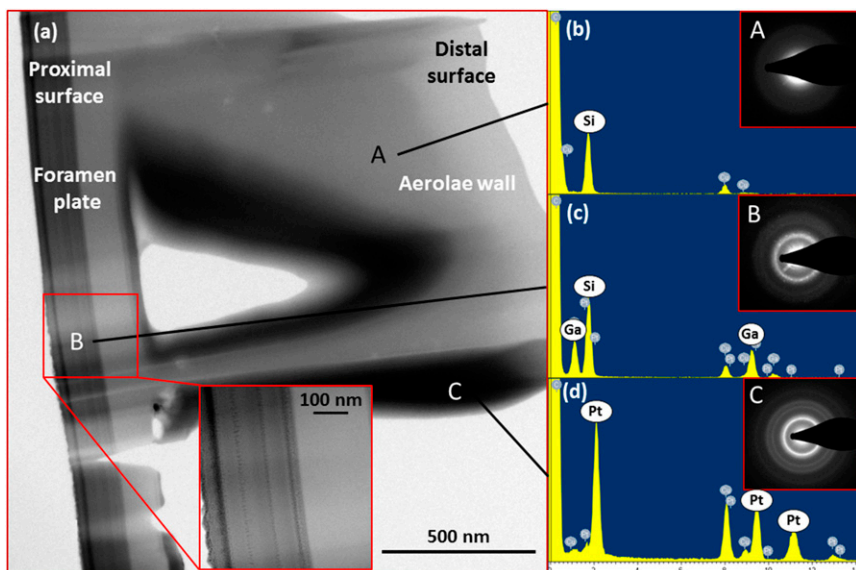 (a)
Proximal
surface
Distal
surface
A
Foramen
plate
Aerolae wall
B
C
100 nm
500 nm
(b)
A
Si
(c)
B
Si
Ga
Ga
(d)
C
Pt
Pt
Pt